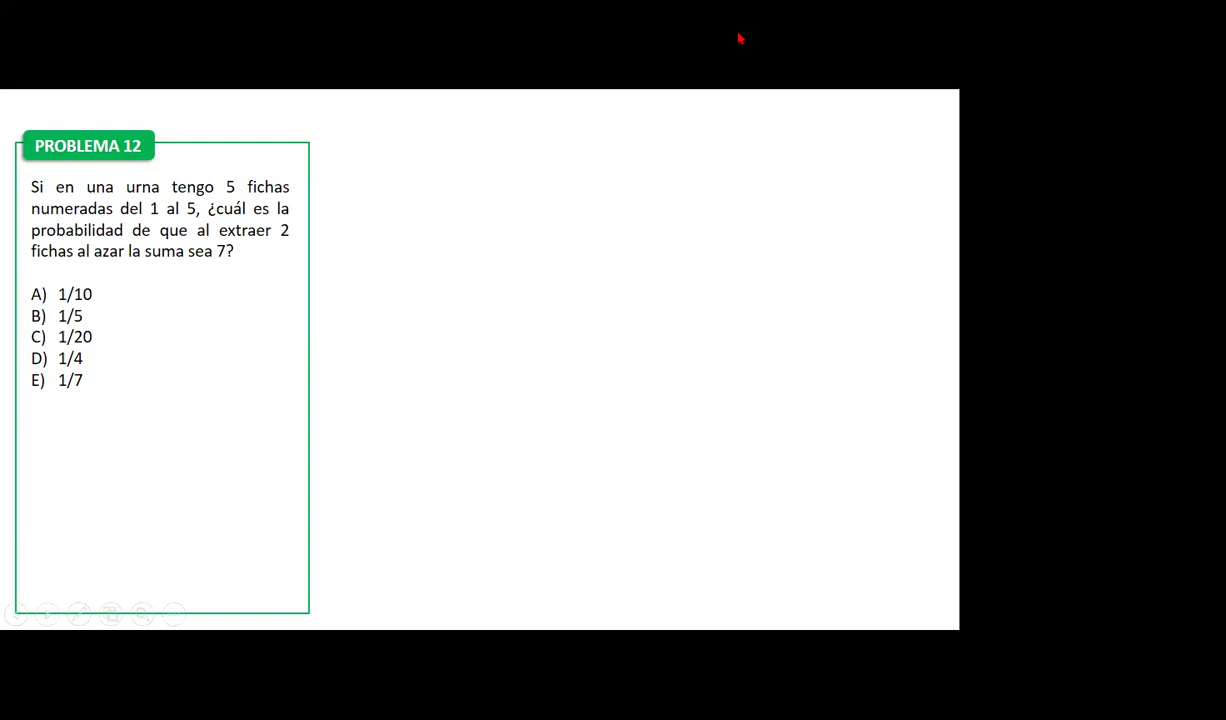 PROBLEMA 12
Si en una urna tengo 5 fichas
numeradas del 1 al 5, ¿cuál es la
probabilidad de que al extraer 2
fichas al azar la suma sea 7?
A) 1/10
B) 1/5
C) 1/20
D) 1/4
E) 1/7